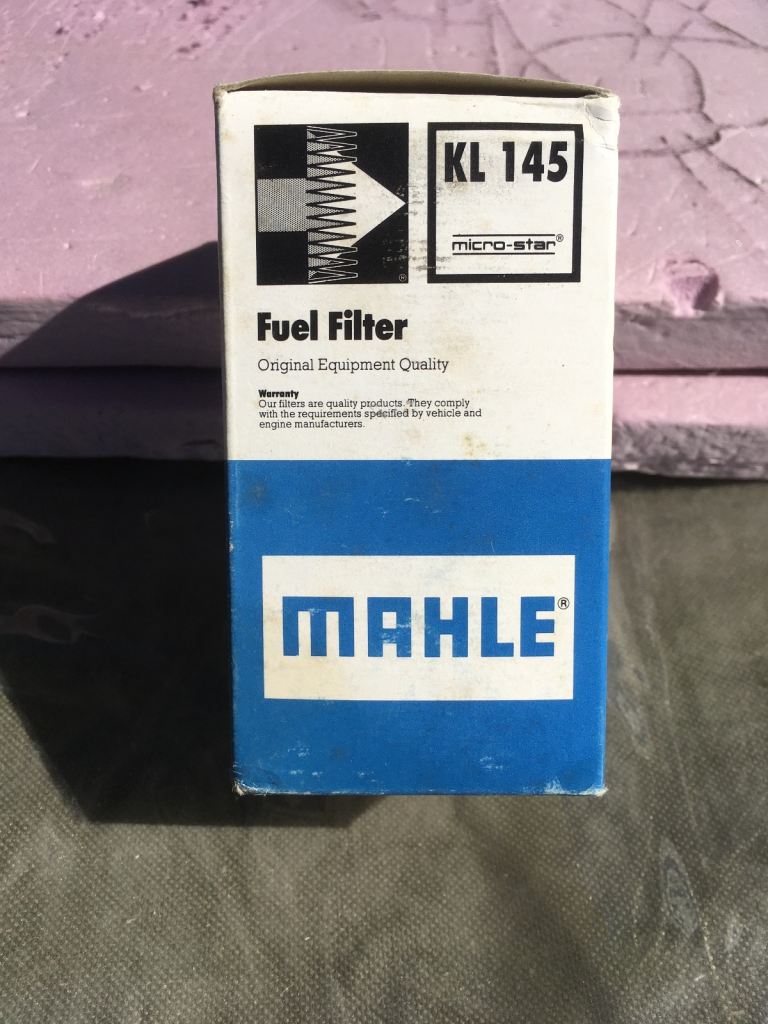 KL 145
micro-star®
®
Fuel Filter
Original Equipment Quality
Warranty
Our filters are quality products. They comply
with the requirements specified by vehicle and
engine manufacturers.
MAHLE®